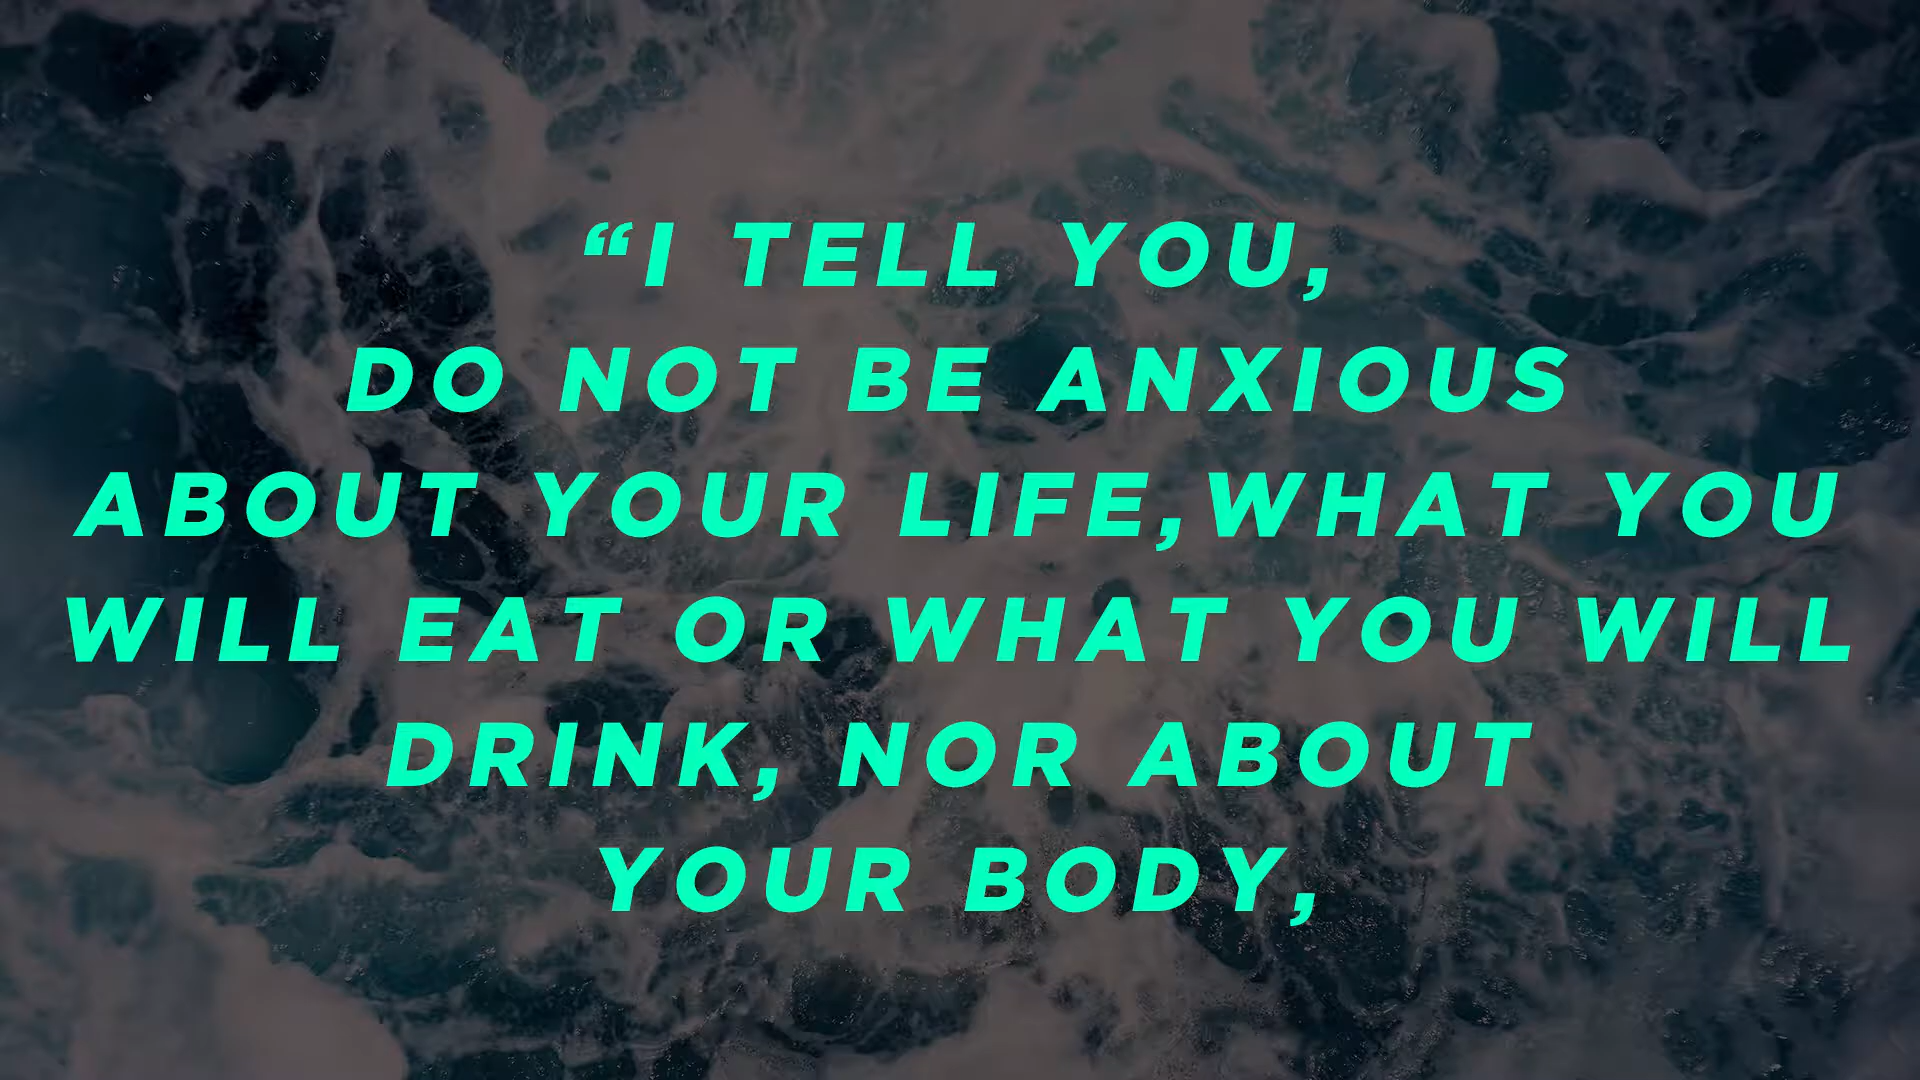 “I TELL YOU,
DO NOT BE ANXIOUS
ABOUT YOUR LIFE,WHAT YOU
WILL EAT OR WHAT YOU WILL
DRINK, NOR ABOUT
YOUR BODY,